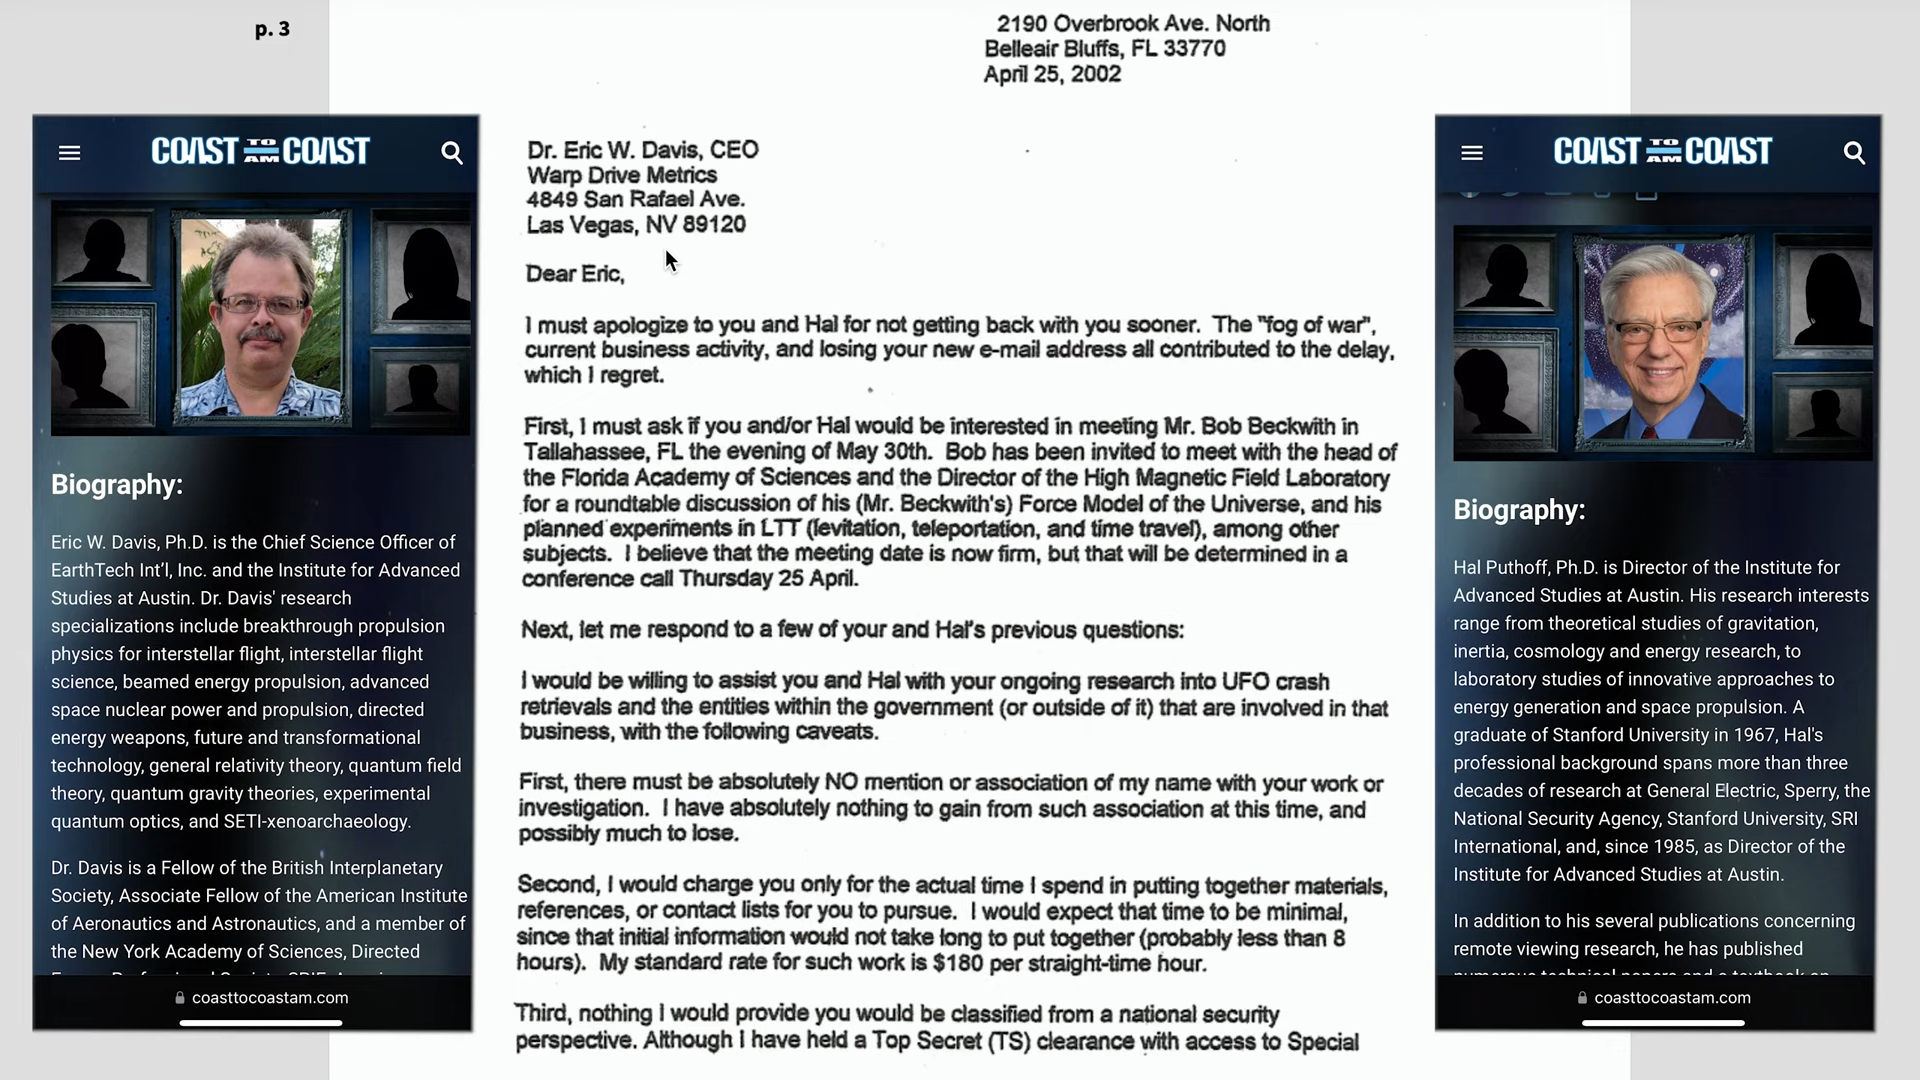 p. 3
2190 Overbrook Ave. North
Belleair Bluffs, FL 33770
April 25, 2002
Dr. Eric W. Davis, CEO
Warp Drive Metrics
4849 San Rafael Ave.
Las Vegas, NV 89120
Dear Eric,
I must apologize to you and Hal for not getting back with you sooner. The "fog of war",
current business activity, and losing your new e-mail address all contributed to the delay,
which I regret.
First, I must ask if you and/or Hal would be interested in meeting Mr. Bob Beckwith in
Tallahassee, FL the evening of May 30th. Bob has been invited to meet with the head of
the Florida Academy of Sciences and the Director of the High Magnetic Field Laboratory
for a roundtable discussion of his (Mr. Beckwith's) Force Model of the Universe, and his
planned experiments in LTT (levitation, teleportation, and time travel), among other
subjects. I believe that the meeting date is now firm, but that will be determined in a
conference call Thursday 25 April.
Next, let me respond to a few of your and Hal's previous questions:
I would be willing to assist you and Hal with your ongoing research into UFO crash
retrievals and the entities within the government (or outside of it) that are involved in that
business, with the following caveats.
First, there must be absolutely NO mention or association of my name with your work or
investigation. I have absolutely nothing to gain from such association at this time, and
possibly much to lose.
Second, I would charge you only for the actual time I spend in putting together materials,
references, or contact lists for you to pursue. I would expect that time to be minimal,
since that initial information would not take long to put together (probably less than 8
hours). My standard rate for such work is $180 per straight-time hour.
Third, nothing I would provide you would be classified from a national security
perspective. Although I have held a Top Secret (TS) clearance with access to Special
COAST TO AM COAST
Biography:
Eric W. Davis, Ph.D. is the Chief Science Officer of
EarthTech Int'l, Inc. and the Institute for Advanced
Studies at Austin. Dr. Davis' research
specializations include breakthrough propulsion
physics for interstellar flight, interstellar flight
science, beamed energy propulsion, advanced
space nuclear power and propulsion, directed
energy weapons, future and transformational
technology, general relativity theory, quantum field
theory, quantum gravity theories, experimental
quantum optics, and SETI-xenoarchaeology.
Dr. Davis is a Fellow of the British Interplanetary
Society, Associate Fellow of the American Institute
of Aeronautics and Astronautics, and a member of
the New York Academy of Sciences, Directed
coasttocoastam.com
COAST TO AM COAST
Biography:
Hal Puthoff, Ph.D. is Director of the Institute for
Advanced Studies at Austin. His research interests
range from theoretical studies of gravitation,
inertia, cosmology and energy research, to
laboratory studies of innovative approaches to
energy generation and space propulsion. A
graduate of Stanford University in 1967, Hal's
professional background spans more than three
decades of research at General Electric, Sperry, the
National Security Agency, Stanford University, SRI
International, and, since 1985, as Director of the
Institute for Advanced Studies at Austin.
In addition to his several publications concerning
remote viewing research, he has published
coasttocoastam.com